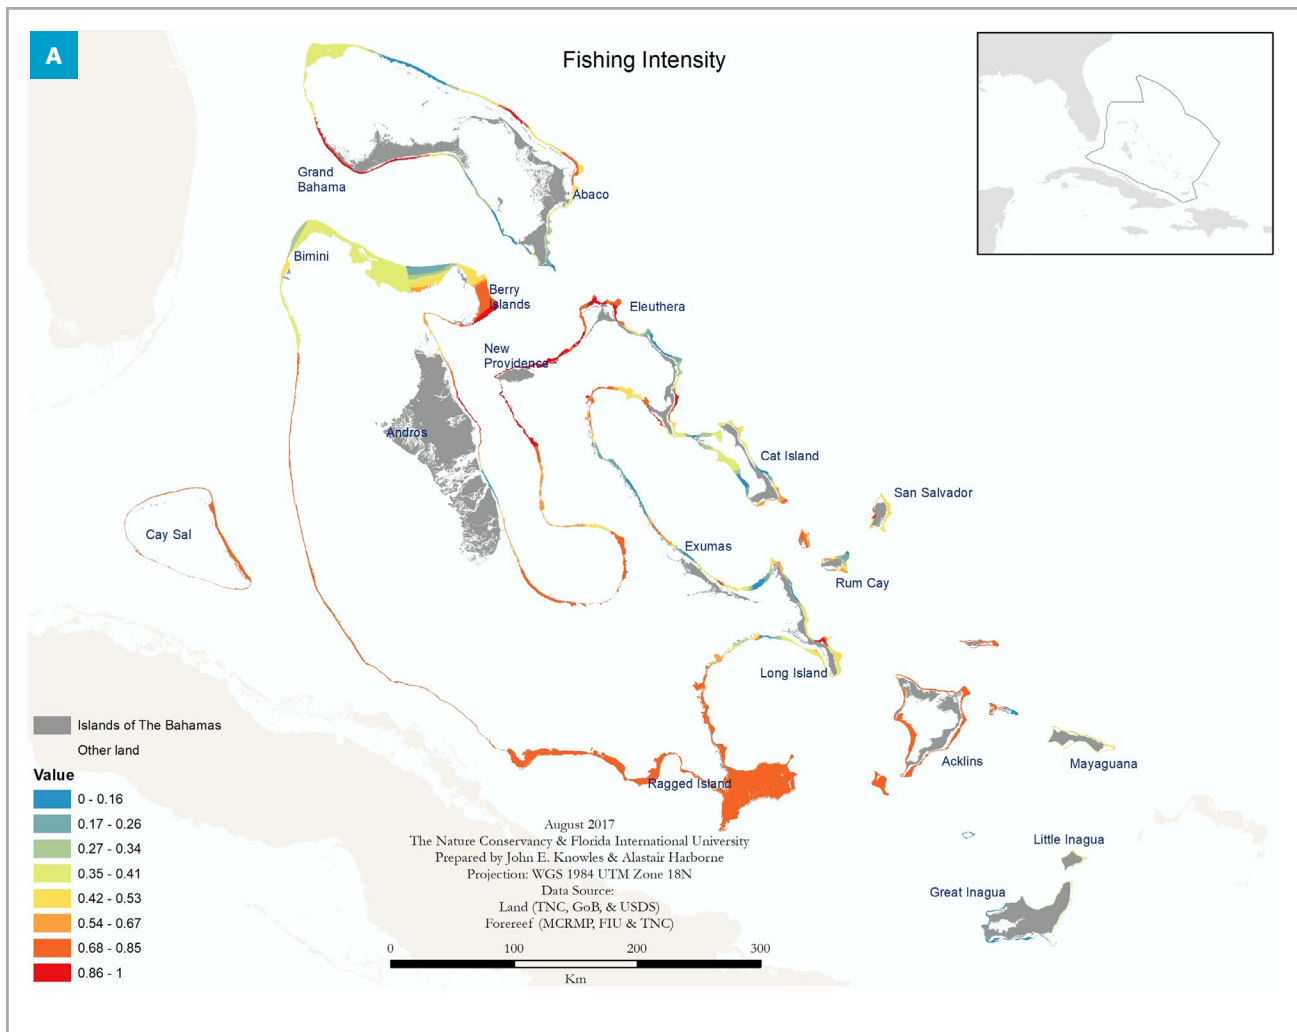 A
Fishing Intensity
Grand
Bahama
Abaco
Bimini
Berry
Islands
Eleuthera
New
Providence
Andros
Cat Island
San Salvador
Cay Sal
Exumas
Rum Cay
Long Island
Ragged Island
Acklins
Mayaguana
Little Inagua
Great Inagua
Islands of The Bahamas
Other land
Value
0 - 0.16
0.17 - 0.26
0.27 - 0.34
0.35 - 0.41
0.42 - 0.53
0.54 - 0.67
0.68 - 0.85
0.86 - 1
August 2017
The Nature Conservancy & Florida International University
Prepared by John E. Knowles & Alastair Harborne
Projection: WGS 1984 UTM Zone 18N
Data Source:
Land (TNC, GoB, & USDS)
Forereef (MCRMP, FIU & TNC)
0 100 200 300
Km